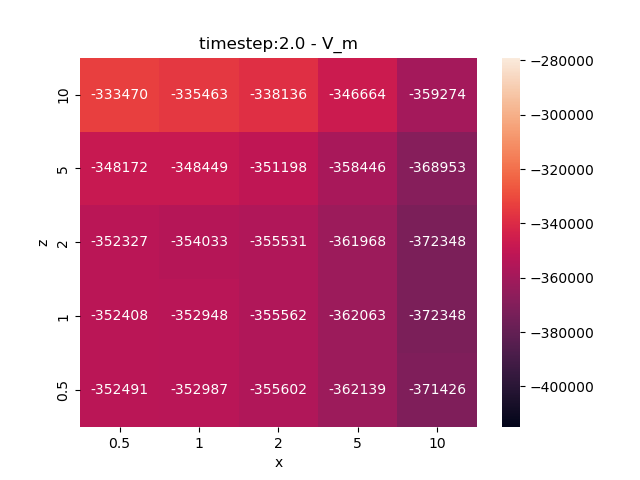 timestep:2.0 - V_m
10 -333470 -335463 -338136 -346664 -359274
5 -348172 -348449 -351198 -358446 -368953
2 -352327 -354033 -355531 -361968 -372348
1 -352408 -352948 -355562 -362063 -372348
0.5 -352491 -352987 -355602 -362139 -371426
0.5 1 2 5 10
x
z
−280000
−300000
−320000
−340000
−360000
−380000
−400000